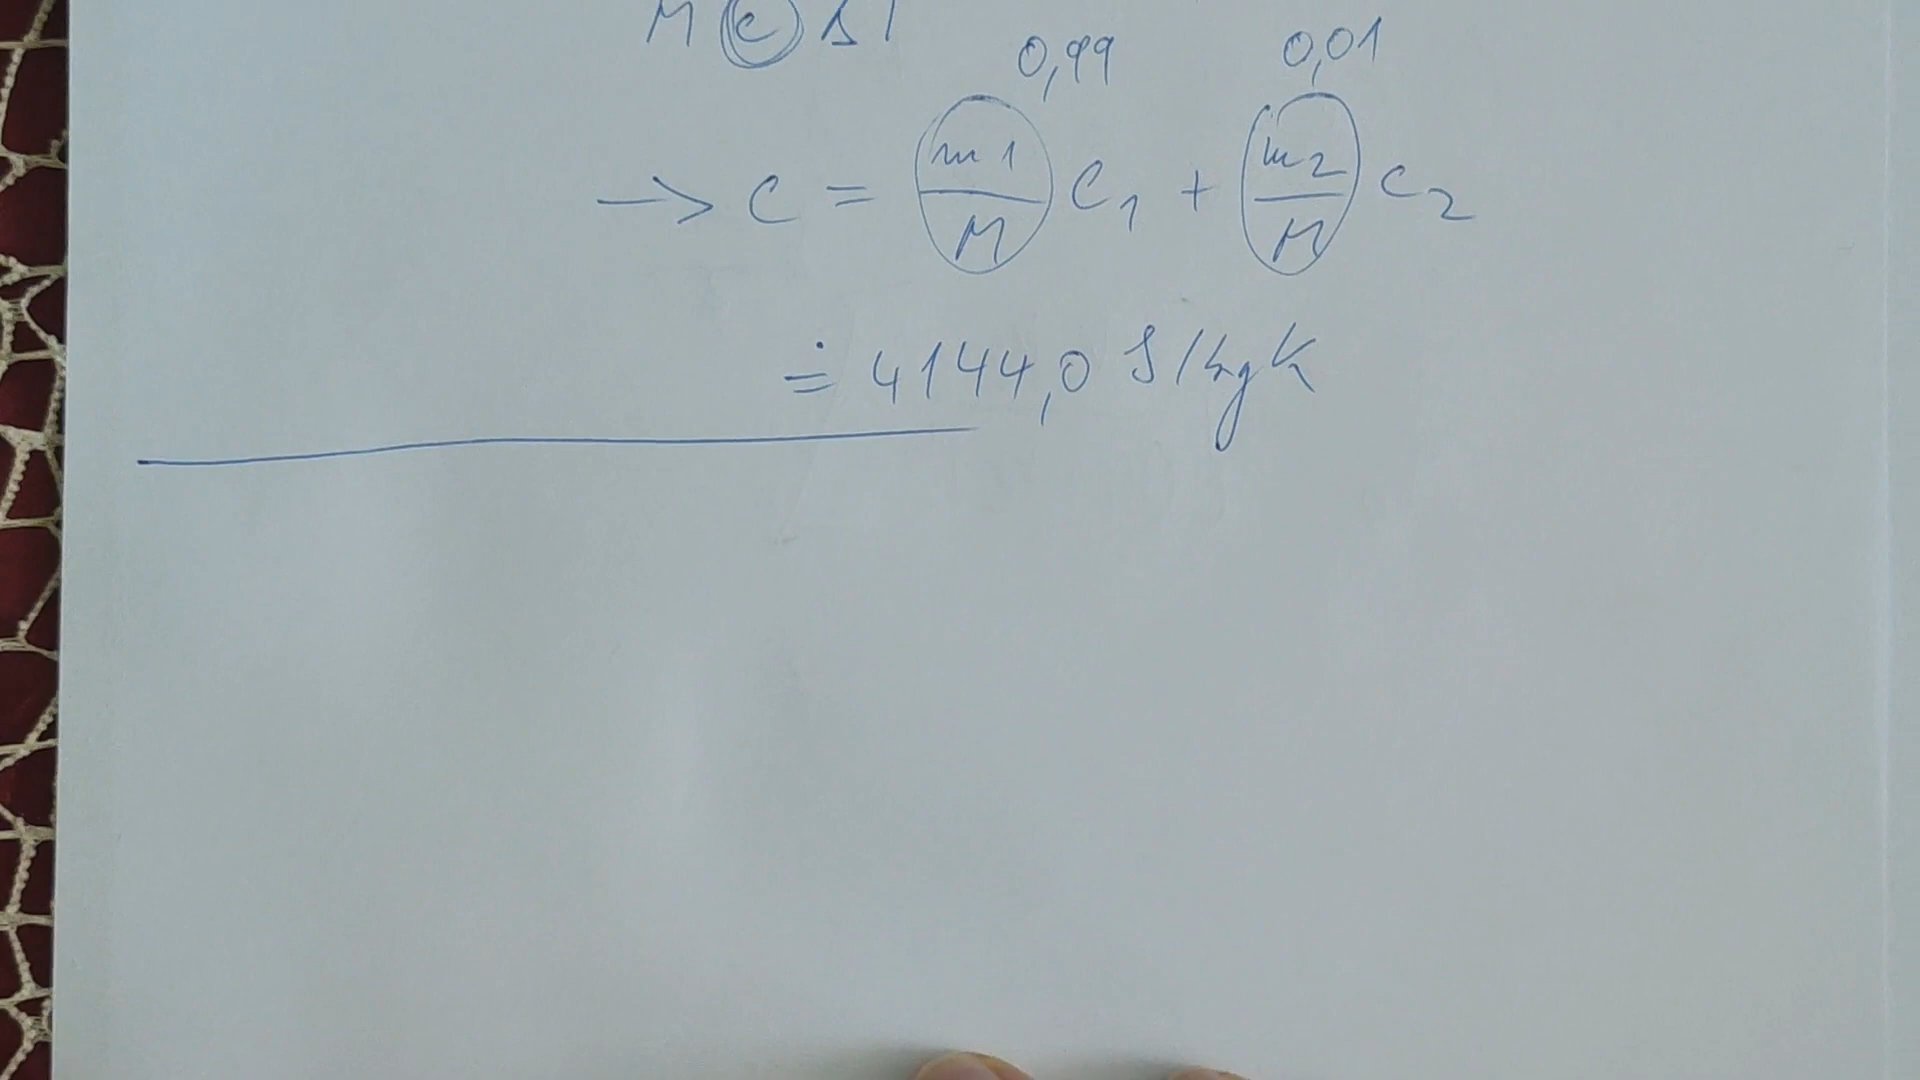 M c ΔT
0,99 0,01
→ c = m1/M c1 + m2/M c2
≐ 4144,0 J/kgK